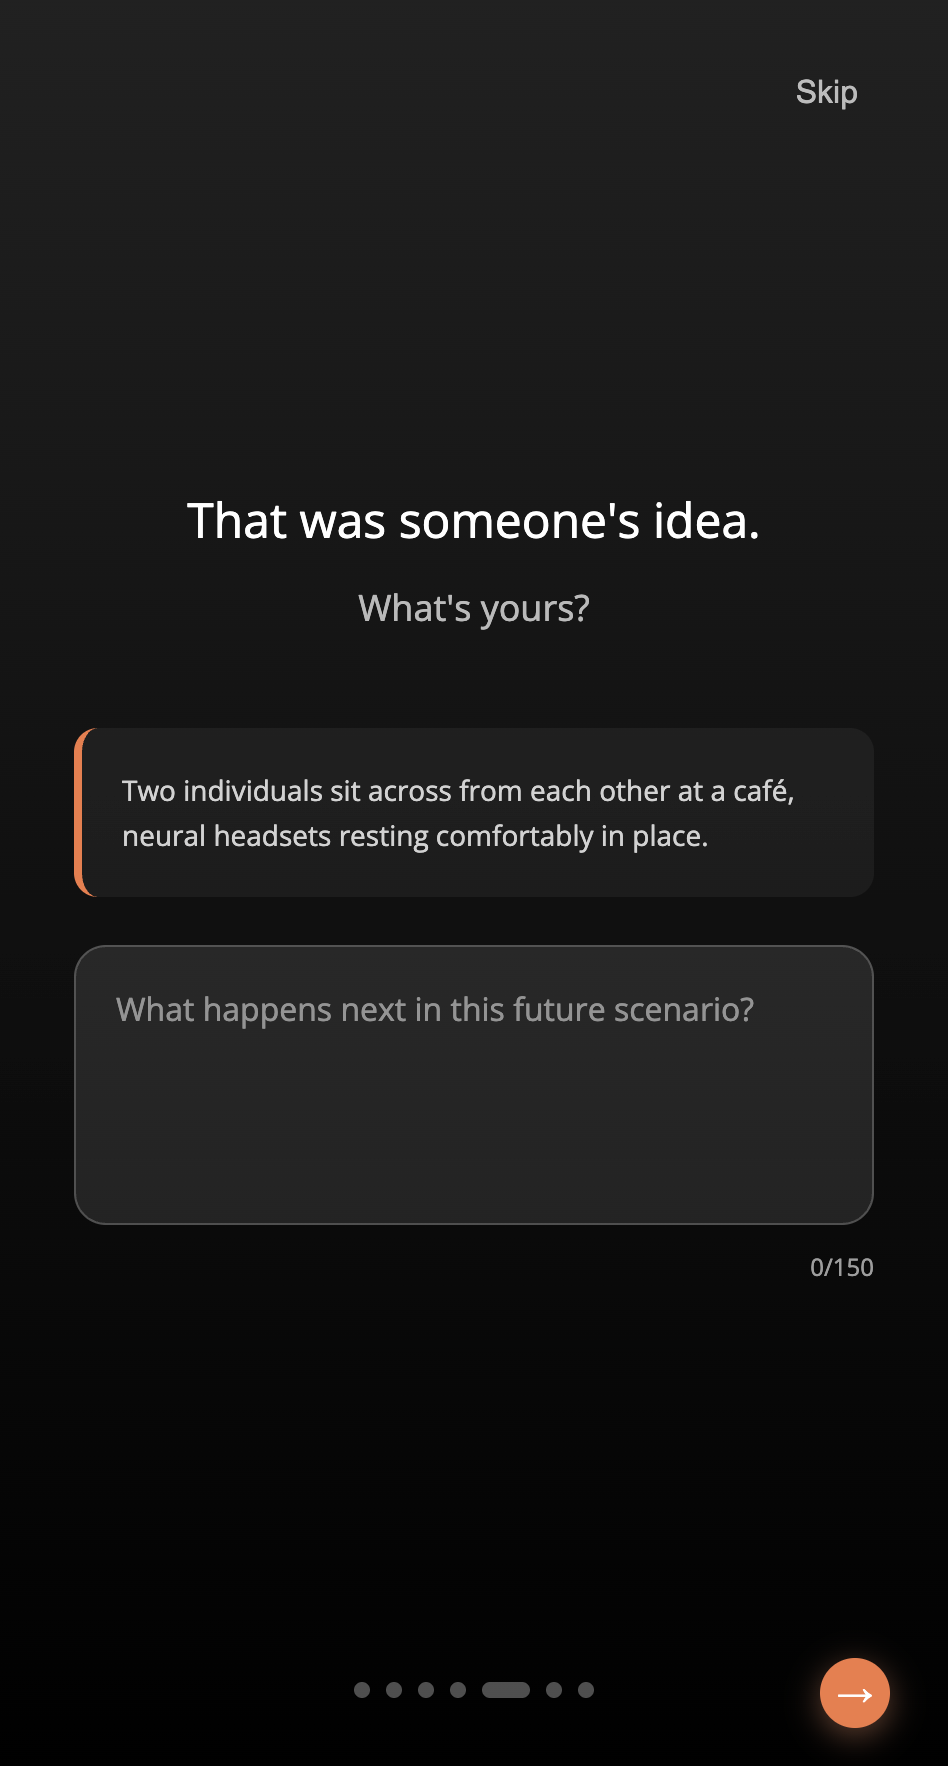 Skip
That was someone's idea.
What's yours?
Two individuals sit across from each other at a café,
neural headsets resting comfortably in place.
What happens next in this future scenario?
0/150
→